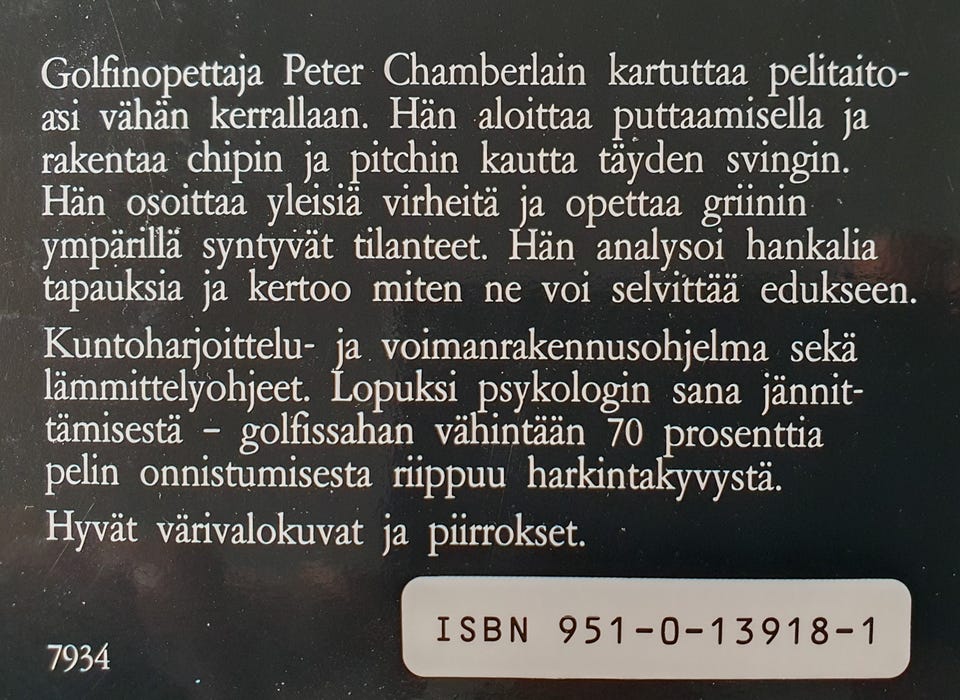 Golfinopettaja Peter Chamberlain kartuttaa pelitaito-
asi vähän kerrallaan. Hän aloittaa puttaamisella ja
rakentaa chipin ja pitchin kautta täyden svingin.
Hän osoittaa yleisiä virheitä ja opettaa griinin
ympärillä syntyvät tilanteet. Hän analysoi hankalia
tapauksia ja kertoo miten ne voi selvittää edukseen.
Kuntoharjoittelu- ja voimanrakennusohjelma sekä
lämmittelyohjeet. Lopuksi psykologin sana jännit-
tämisestä – golfissahan vähintään 70 prosenttia
pelin onnistumisesta riippuu harkintakyvystä.
Hyvät värivalokuvat ja piirrokset.
ISBN 951-0-13918-1
7934